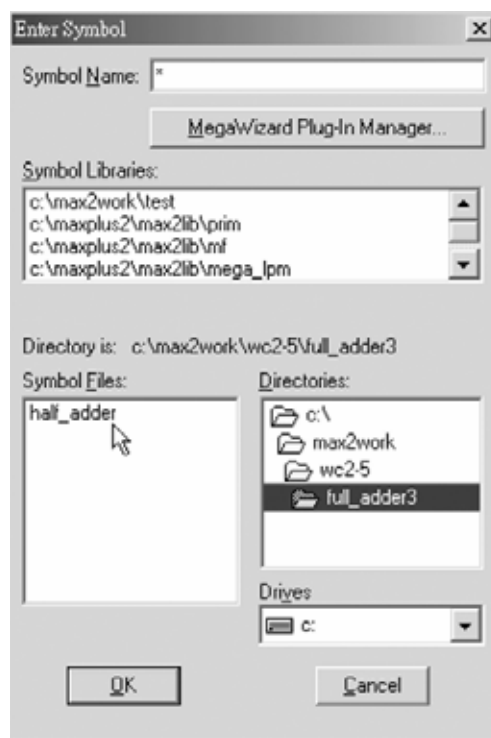 Enter Symbol
Symbol Name: *
MegaWizard Plug-In Manager...
Symbol Libraries:
c:\max2work\test
c:\maxplus2\max2lib\prim
c:\maxplus2\max2lib\mf
c:\maxplus2\max2lib\mega_lpm
Directory is: c:\max2work\wc2-5\full_adder3
Symbol Files:
half_adder
Directories:
c:\
max2work
wc2-5
full_adder3
Drives
c:
OK
Cancel